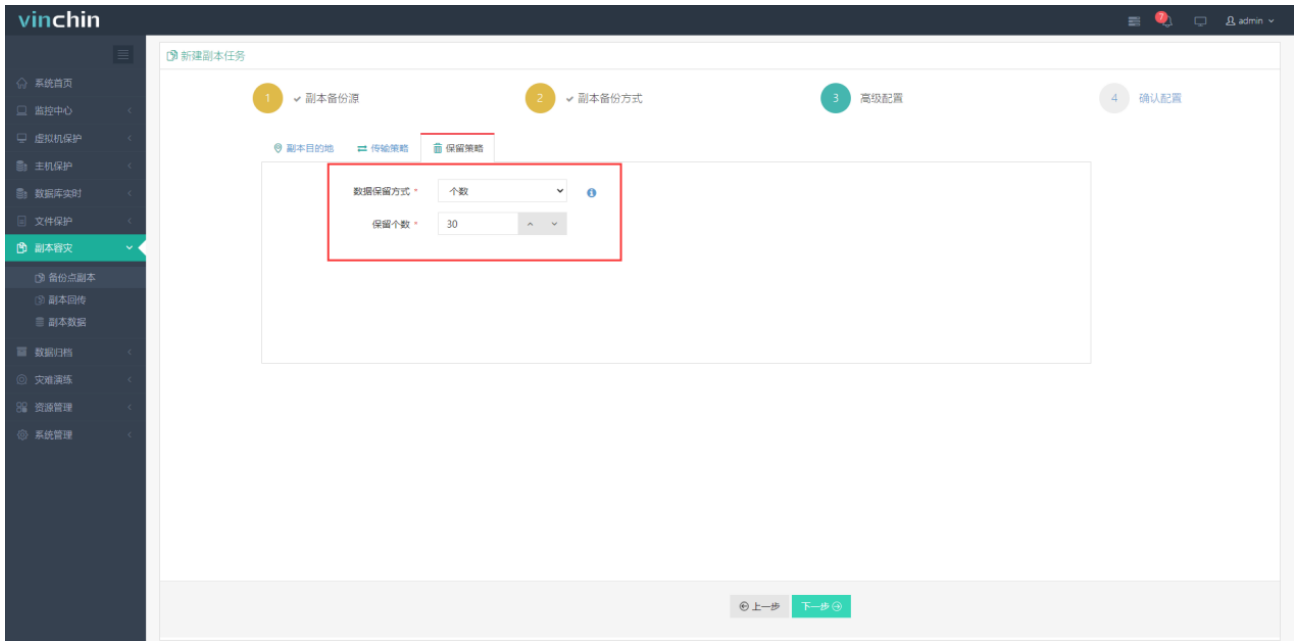 vinchin
7
admin
新建副本任务
系统首页
监控中心
虚拟机保护
主机保护
数据库实时
文件保护
副本容灾
备份点副本
副本回传
副本数据
数据归档
灾难演练
资源管理
系统管理
1 副本备份源
2 副本备份方式
3 高级配置
4 确认配置
副本目的地 传输策略 保留策略
数据保留方式 * 个数
保留个数 * 30
上一步 下一步